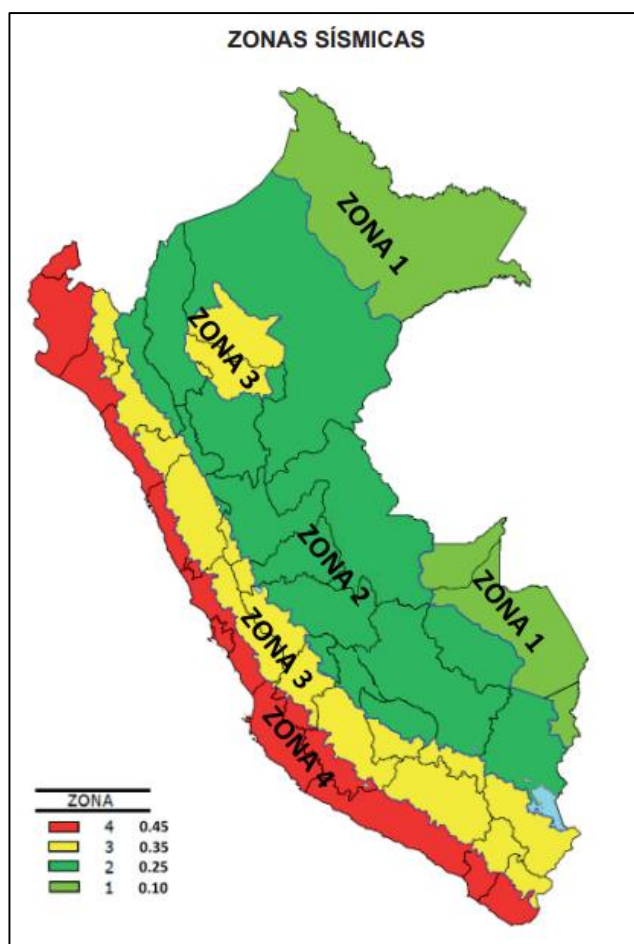 ZONAS SÍSMICAS
ZONA 1
ZONA 3
ZONA 2
ZONA 1
ZONA 3
ZONA 4
ZONA
4 0.45
3 0.35
2 0.25
1 0.10